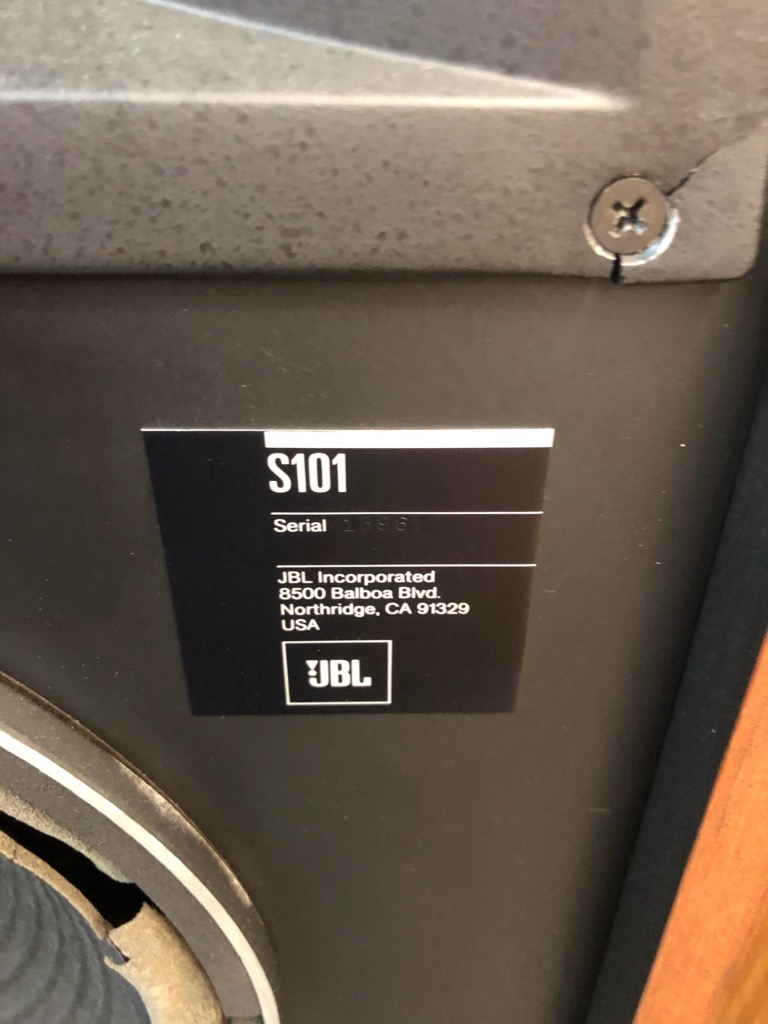 S101
Serial
JBL Incorporated
8500 Balboa Blvd.
Northridge, CA 91329
USA
JBL